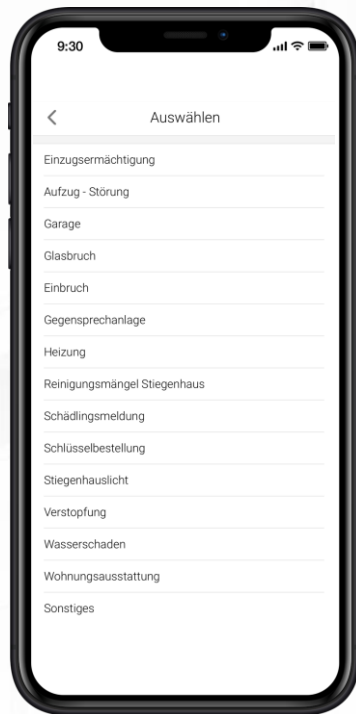 9:30
Auswählen
Einzugsermächtigung
Aufzug - Störung
Garage
Glasbruch
Einbruch
Gegensprechanlage
Heizung
Reinigungsmängel Stiegenhaus
Schädlingsmeldung
Schlüsselbestellung
Stiegenhauslicht
Verstopfung
Wasserschaden
Wohnungsausstattung
Sonstiges